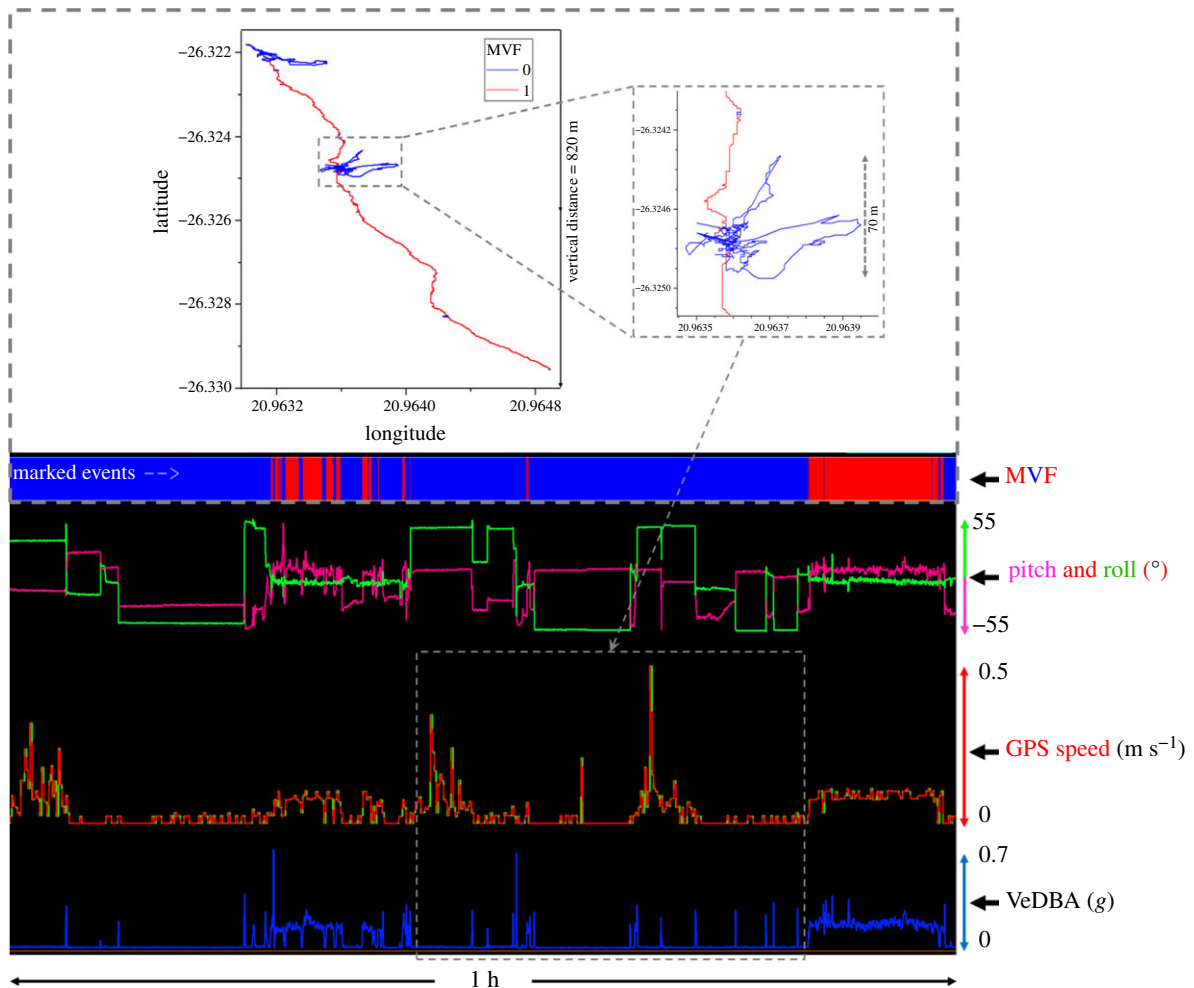 MVF
0
1
−26.322
−26.324
−26.326
−26.328
−26.330
latitude
20.9632
20.9640
20.9648
longitude
vertical distance = 820 m
−26.3242
−26.3246
−26.3250
20.9635
20.9637
20.9639
70 m
marked events
MVF
55
pitch and roll (°)
−55
0.5
GPS speed (m s⁻¹)
0
0.7
VeDBA (g)
0
1 h